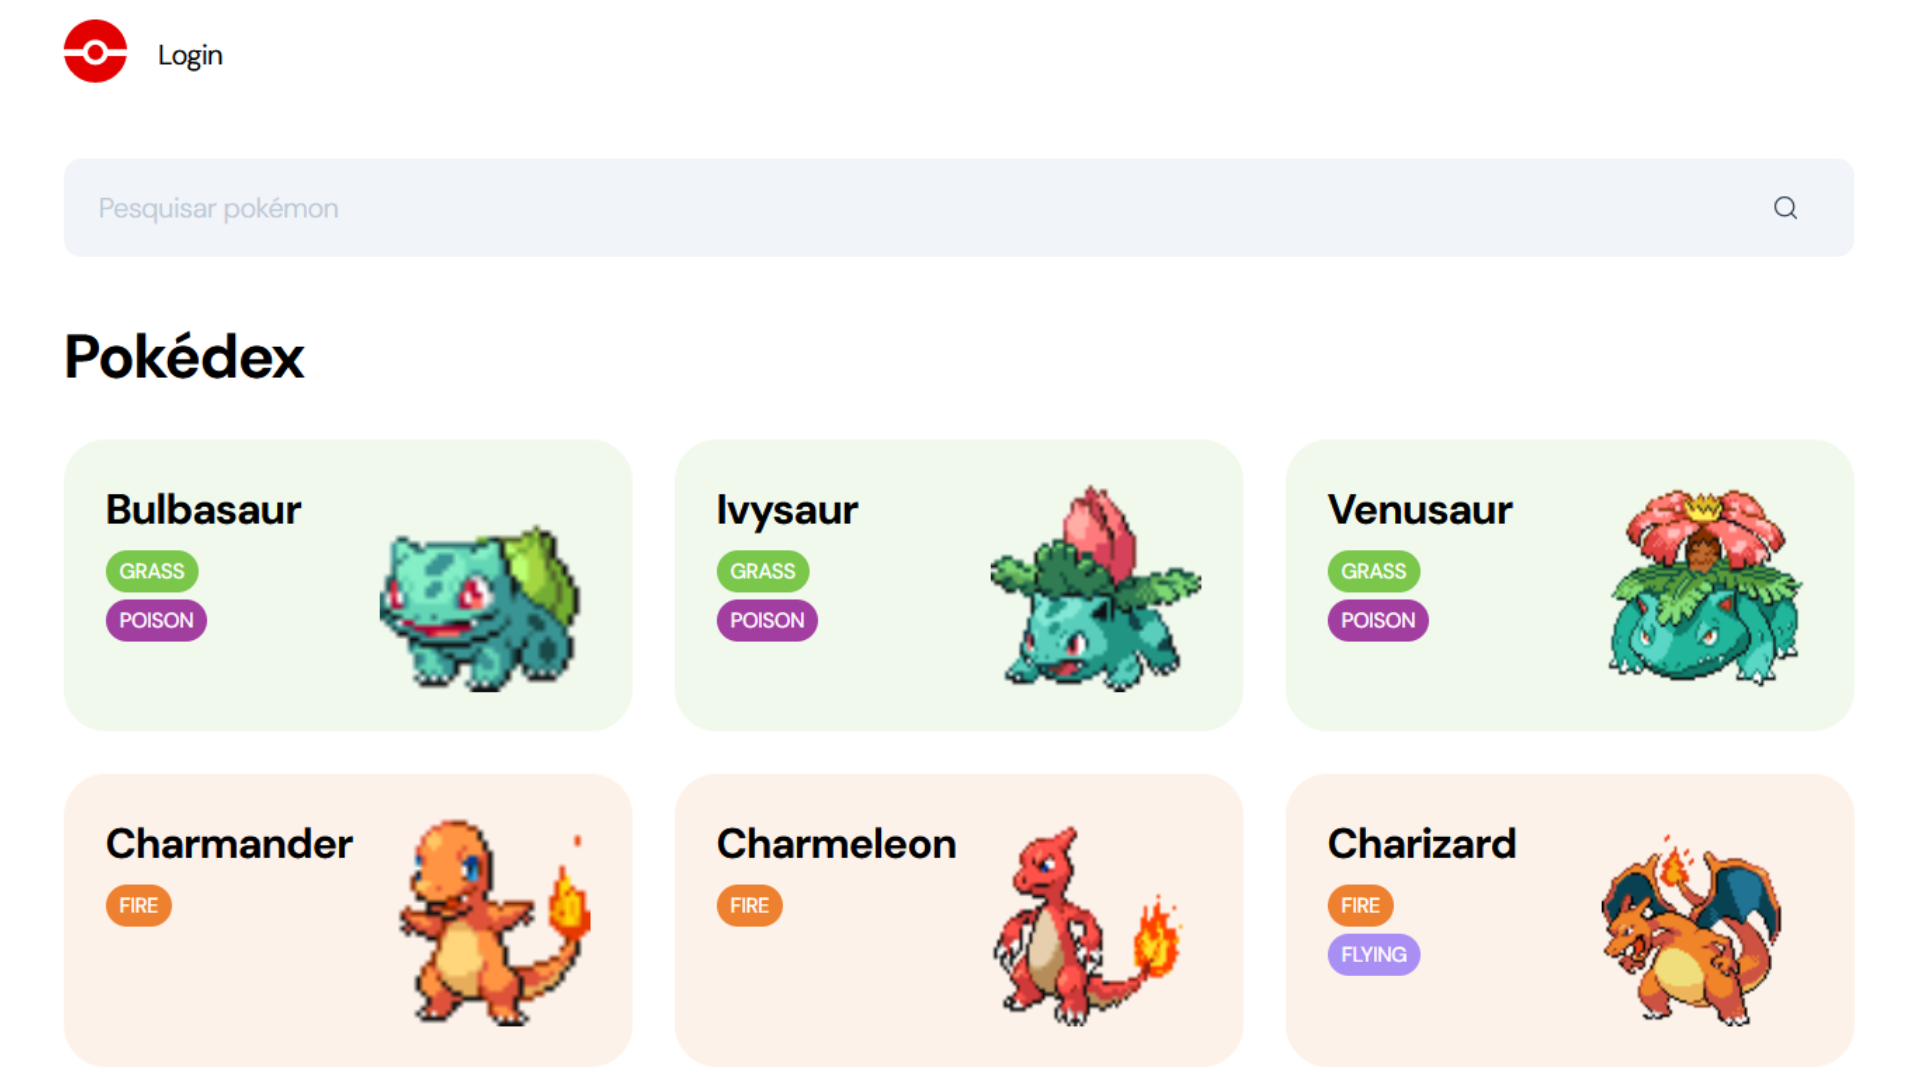 Login
Pesquisar pokémon
Pokédex
Bulbasaur
GRASS
POISON
Ivysaur
GRASS
POISON
Venusaur
GRASS
POISON
Charmander
FIRE
Charmeleon
FIRE
Charizard
FIRE
FLYING